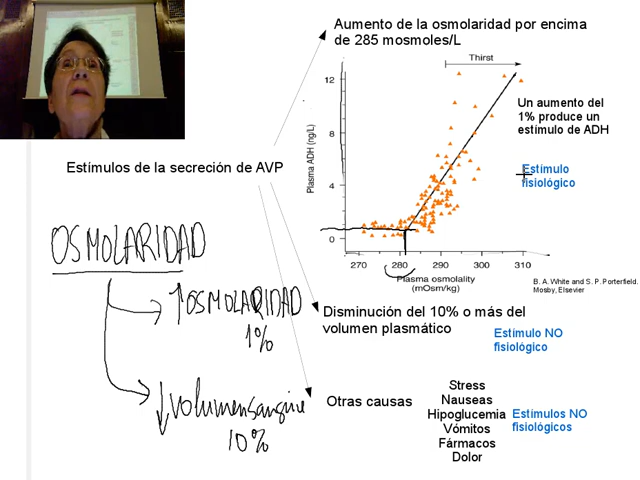 Aumento de la osmolaridad por encima
de 285 mosmoles/L
Thirst
12
8
4
0
Plasma ADH (ng/L)
270 280 290 300 310
Plasma osmolality
(mOsm/kg)
Un aumento del
1% produce un
estímulo de ADH
Estímulo
fisiológico
B. A. White and S. P. Porterfield.
Mosby, Elsevier
Estímulos de la secreción de AVP
OSMOLARIDAD
↑OSMOLARIDAD
1%
↓Volumensanguine
10%
Disminución del 10% o más del
volumen plasmático
Estímulo NO
fisiológico
Otras causas
Stress
Nauseas
Hipoglucemia
Vómitos
Fármacos
Dolor
Estímulos NO
fisiológicos